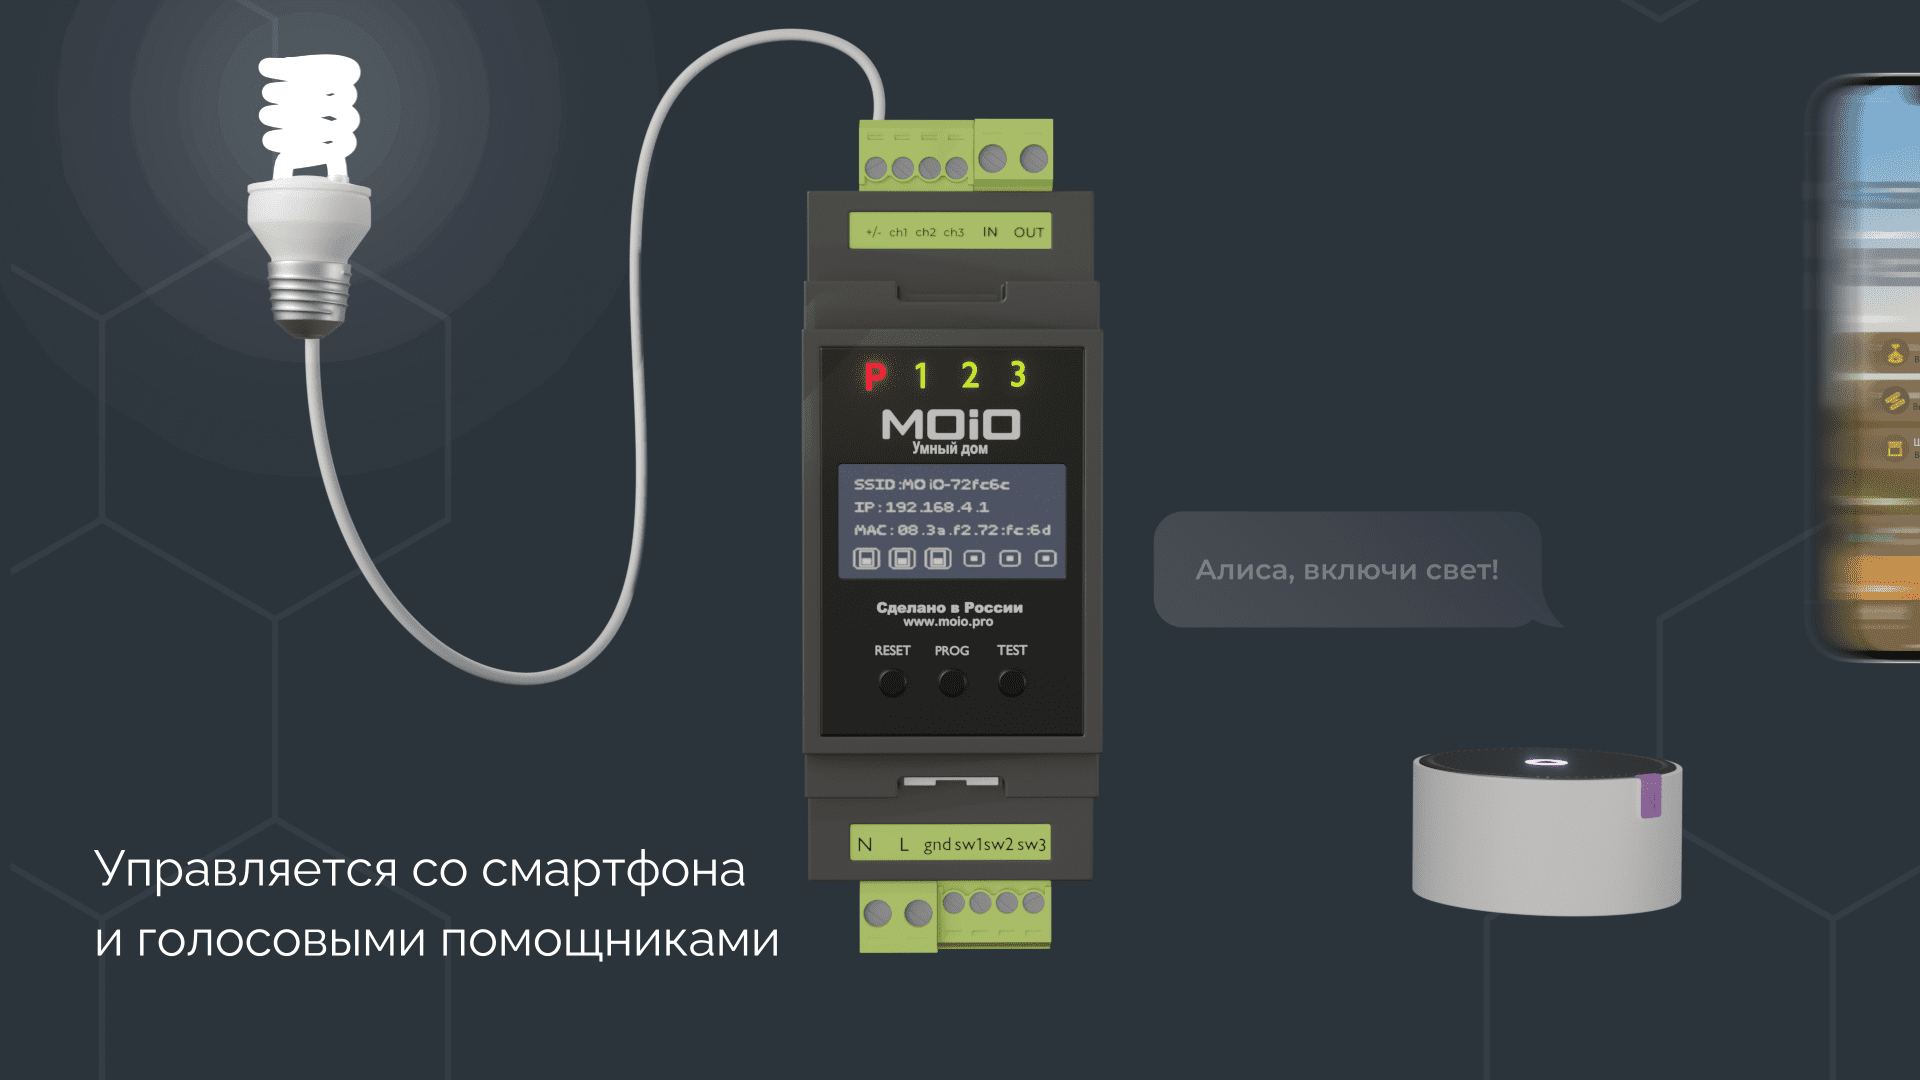 +/- ch1 ch2 ch3 IN OUT
P 1 2 3
MOiO
Умный дом
SSID:MOiO-72fc6c
IP:192.168.4.1
MAC:08.3a.f2.72:fc:6d
Сделано в России
www.moio.pro
RESET PROG TEST
N L gnd sw1 sw2 sw3
Алиса, включи свет!
Управляется со смартфона
и голосовыми помощниками